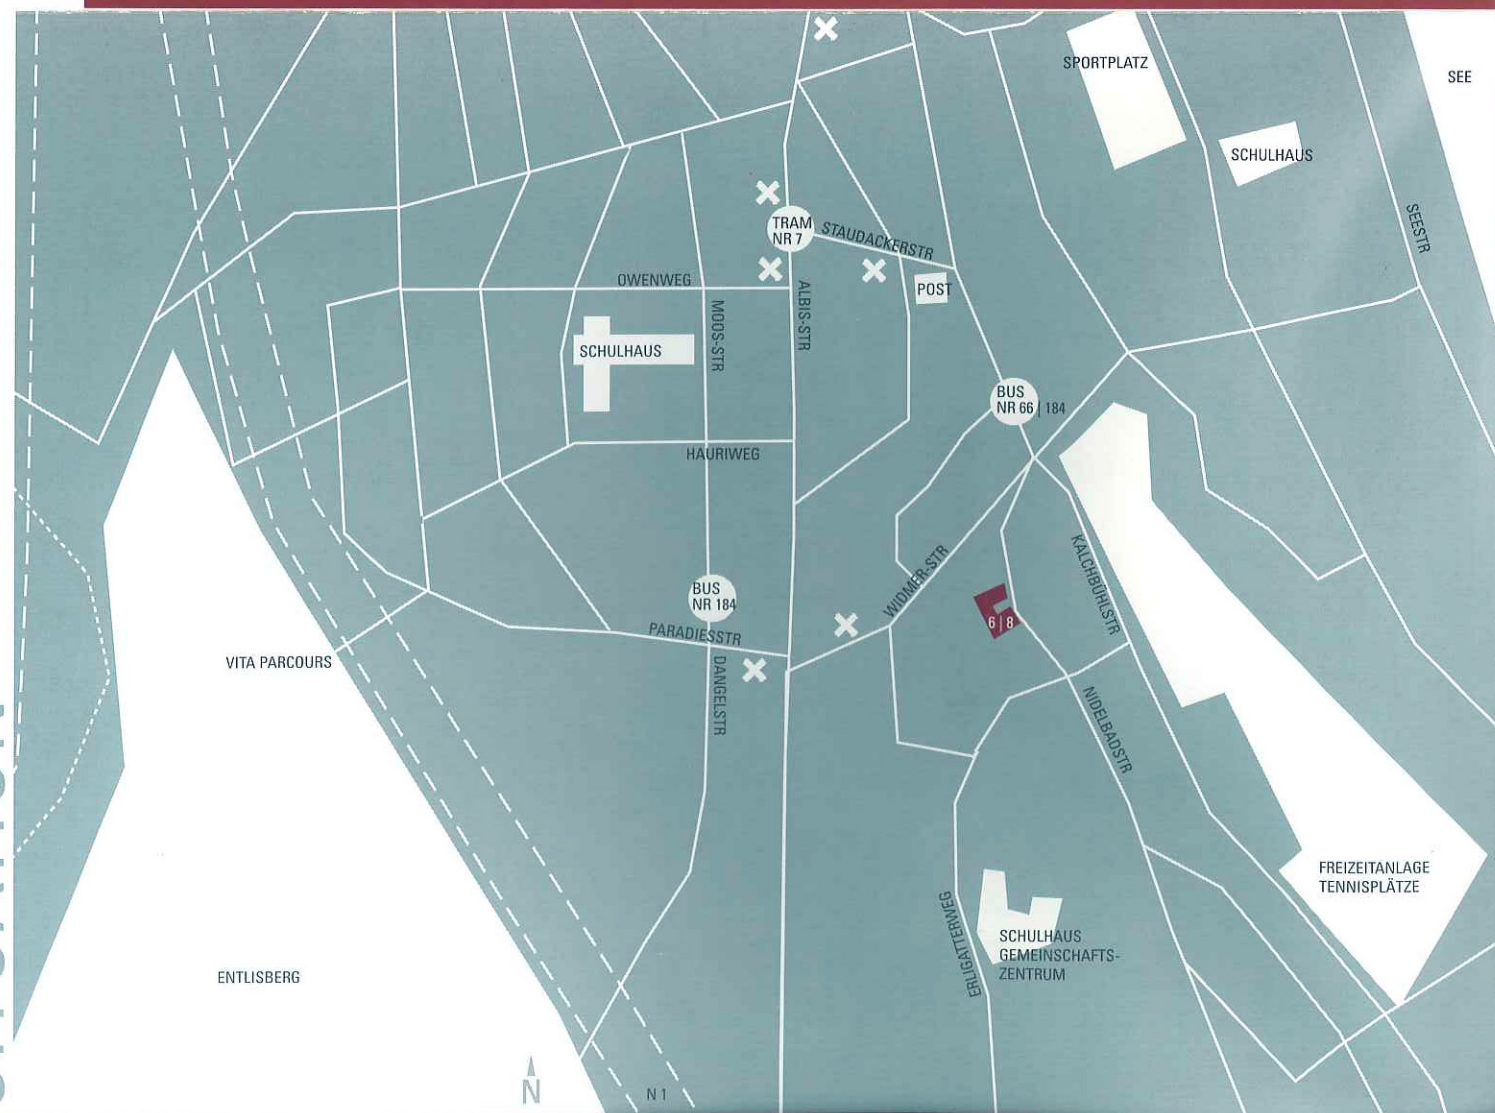 SPORTPLATZ
SEE
SCHULHAUS
SEESTR
TRAM
NR 7
STAUDACKERSTR
OWENWEG
POST
MOOS-STR
ALBIS-STR
SCHULHAUS
BUS
NR 66 | 184
HAURIWEG
WIDMER-STR
KALCHBÜHLSTR
BUS
NR 184
6 | 8
PARADIESSTR
VITA PARCOURS
DANGELSTR
NIDELBADSTR
FREIZEITANLAGE
TENNISPLÄTZE
ERLIGATTERWEG
SCHULHAUS
GEMEINSCHAFTS-
ZENTRUM
ENTLISBERG
N
N 1